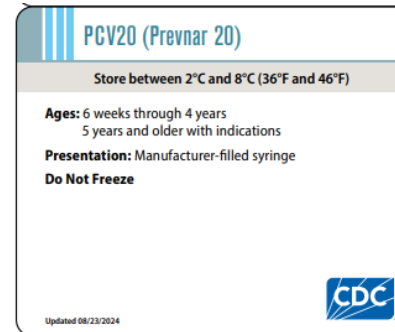 PCV20 (Prevnar 20)
Store between 2°C and 8°C (36°F and 46°F)
Ages: 6 weeks through 4 years
5 years and older with indications
Presentation: Manufacturer-filled syringe
Do Not Freeze
CDC
Updated 08/23/2024